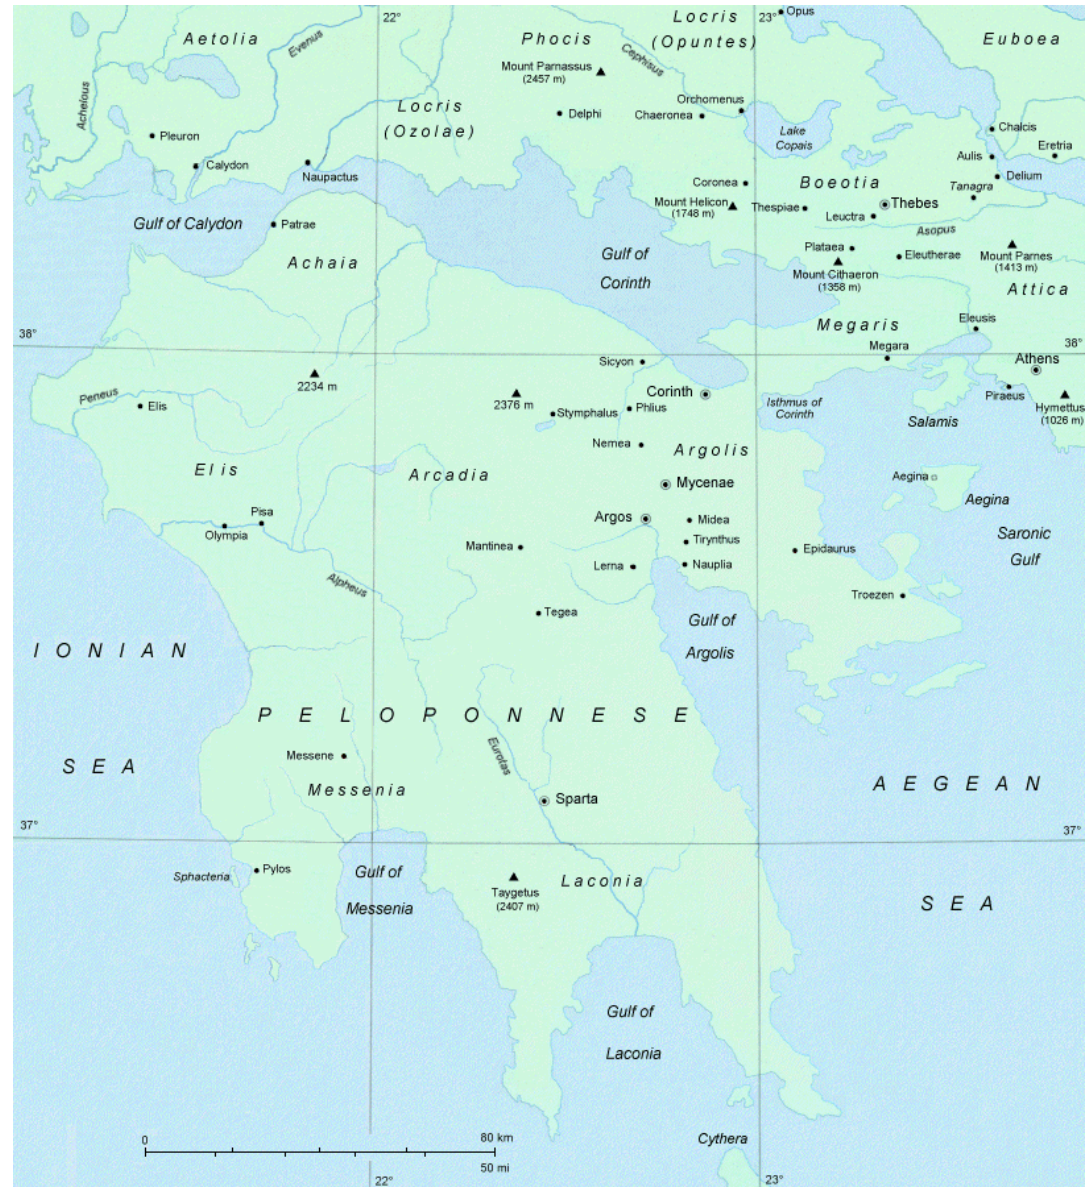 22°
Locris
23°
Opus
Aetolia
Evenus
Phocis
(Opuntes)
Euboea
Cephisus
Mount Parnassus
(2457 m)
Achelous
Locris
(Ozolae)
Delphi
Orchomenus
Chaeronea
Lake
Copais
Chalcis
Pleuron
Calydon
Naupactus
Aulis
Eretria
Coronea
Boeotia
Delium
Tanagra
Mount Helicon
(1748 m)
Thespiae
Thebes
Leuctra
Gulf of Calydon
Patrae
Asopus
Achaia
Gulf of
Corinth
Plataea
Eleutherae
Mount Parnes
(1413 m)
Mount Cithaeron
(1358 m)
Attica
Megaris
Eleusis
38°
Megara
38°
Sicyon
Athens
2234 m
Peneus
Elis
2376 m
Corinth
Piraeus
Hymettus
(1026 m)
Stymphalus
Phlius
Isthmus of
Corinth
Salamis
Nemea
Argolis
Elis
Arcadia
Aegina
Mycenae
Aegina
Pisa
Olympia
Argos
Midea
Saronic
Gulf
Mantinea
Tirynthus
Epidaurus
Lerna
Nauplia
Alpheus
Troezen
Tegea
Gulf of
Argolis
IONIAN
SEA
PELOPONNESE
Messene
Eurotas
Messenia
Sparta
AEGEAN
SEA
37°
37°
Sphacteria
Pylos
Gulf of
Messenia
Taygetus
(2407 m)
Laconia
Gulf of
Laconia
Cythera
0
80 km
50 mi
22°
23°